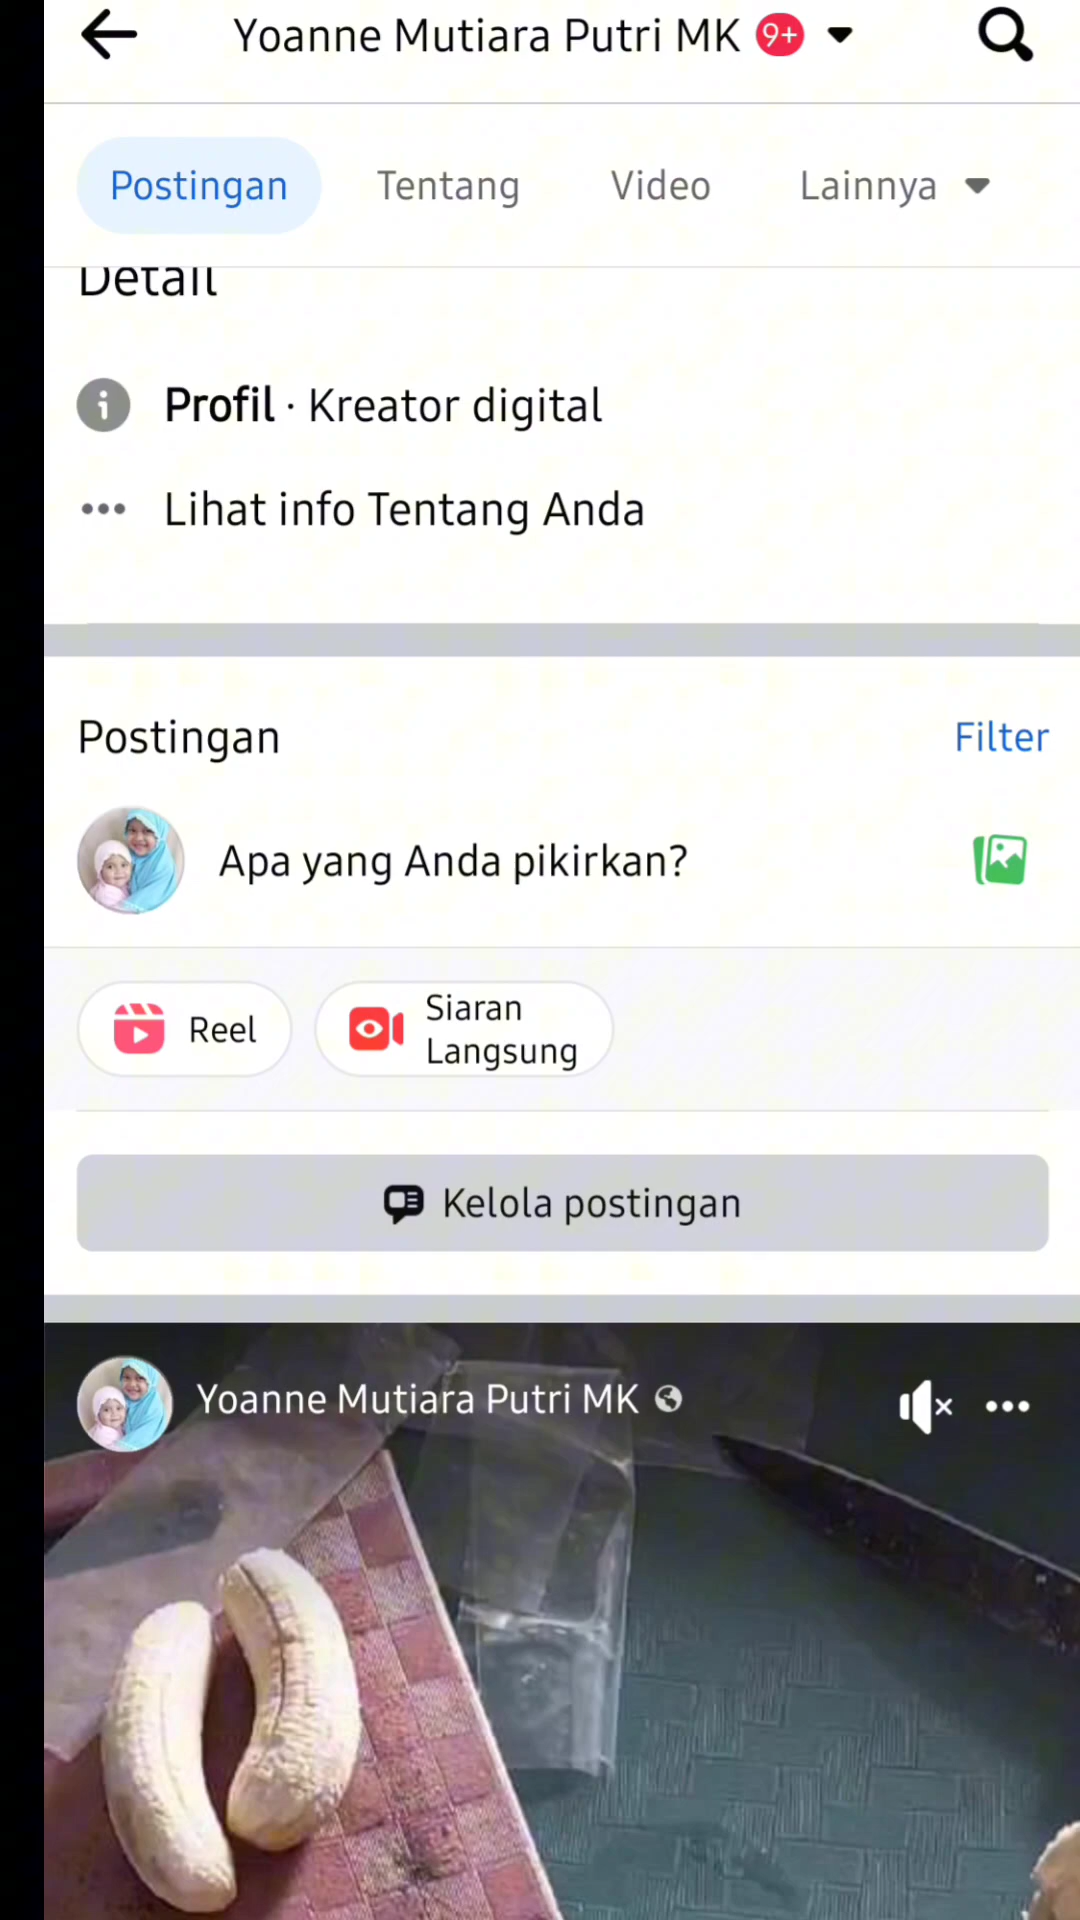 Yoanne Mutiara Putri MK 9+
Postingan Tentang Video Lainnya
Detail
Profil · Kreator digital
Lihat info Tentang Anda
Postingan Filter
Apa yang Anda pikirkan?
Reel
Siaran
Langsung
Kelola postingan
Yoanne Mutiara Putri MK